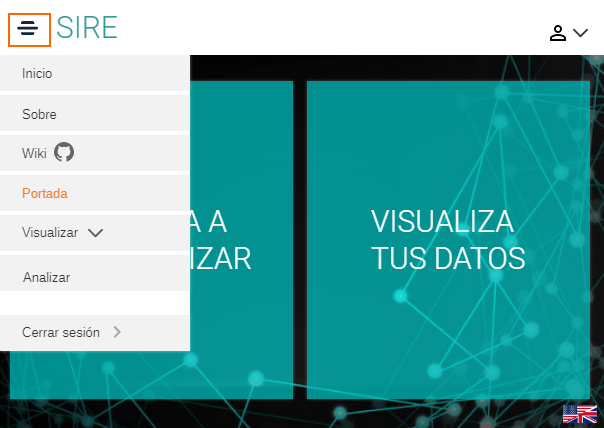 SIRE
Inicio
Sobre
Wiki
Portada
Visualizar
Analizar
Cerrar sesión
A A
IZAR
VISUALIZA
TUS DATOS